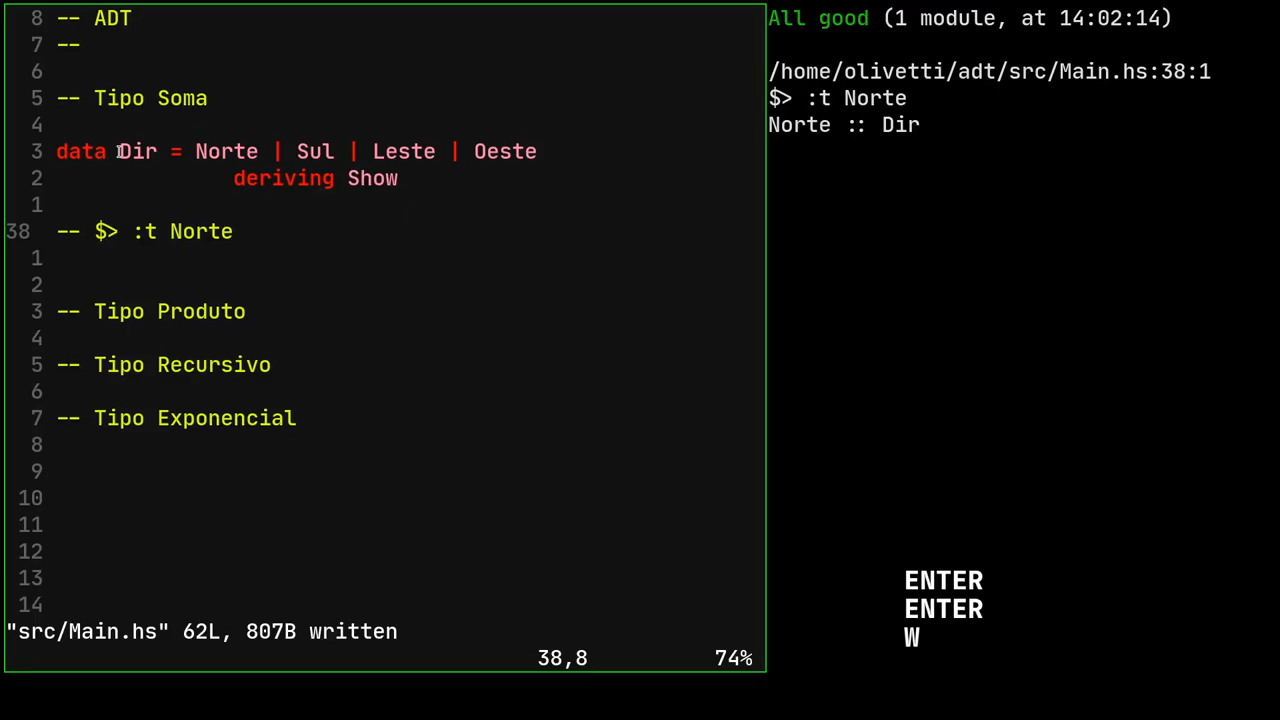 8 -- ADT
7 --
6
5 -- Tipo Soma
4
3 data Dir = Norte | Sul | Leste | Oeste
2 deriving Show
1
38 -- $> :t Norte
1
2
3 -- Tipo Produto
4
5 -- Tipo Recursivo
6
7 -- Tipo Exponencial
8
9
10
11
12
13
14
"src/Main.hs" 62L, 807B written
38,8 74%
All good (1 module, at 14:02:14)
/home/olivetti/adt/src/Main.hs:38:1
$> :t Norte
Norte :: Dir
ENTER
ENTER
W